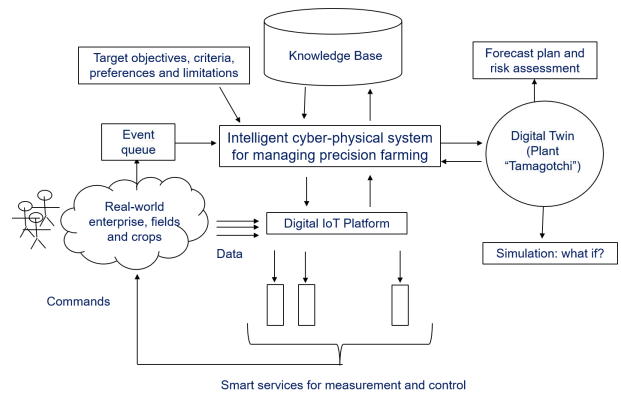 Target objectives, criteria,
preferences and limitations
Knowledge Base
Forecast plan and
risk assessment
Event
queue
Intelligent cyber-physical system
for managing precision farming
Digital Twin
(Plant
“Tamagotchi”)
Real-world
enterprise, fields
and crops
Digital IoT Platform
Data
Simulation: what if?
Commands
Smart services for measurement and control